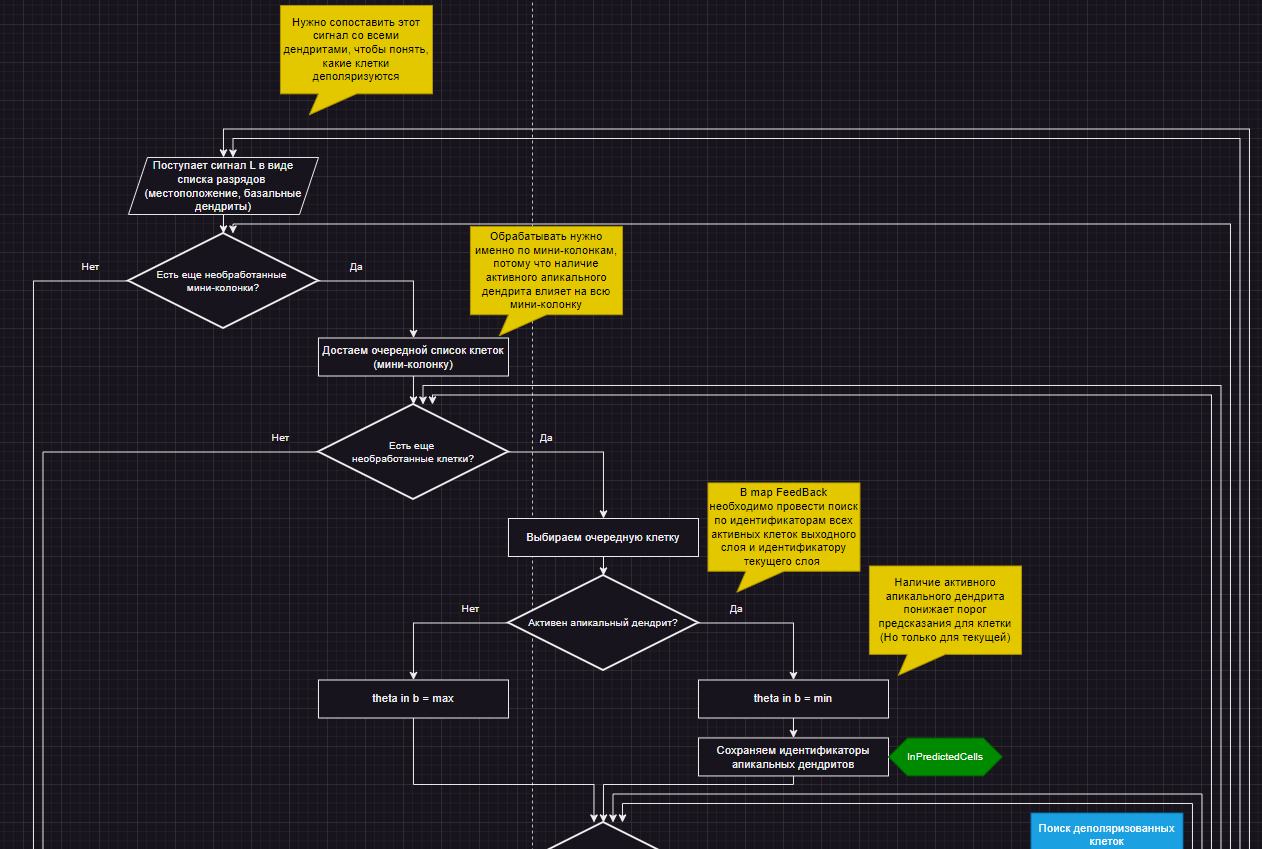 Нужно сопоставить этот
сигнал со всеми
дендритами, чтобы понять,
какие клетки
деполяризуются
Поступает сигнал L в виде
списка разрядов
(местоположение, базальные
дендриты)
Обрабатывать нужно
именно по мини-колонкам,
потому что наличие
активного апикального
дендрита влияет на всю
мини-колонку
Нет
Да
Есть еще необработанные
мини-колонки?
Достаем очередной список клеток
(мини-колонку)
Нет
Да
Есть еще
необработанные клетки?
В map FeedBack
необходимо провести поиск
по идентификаторам всех
активных клеток выходного
слоя и идентификатору
текущего слоя
Выбираем очередную клетку
Наличие активного
апикального дендрита
понижает порог
предсказания для клетки
(Но только для текущей)
Нет
Да
Активен апикальный дендрит?
theta in b = max
theta in b = min
Сохраняем идентификаторы
апикальных дендритов
InPredictedCells
Поиск деполяризованных
клеток